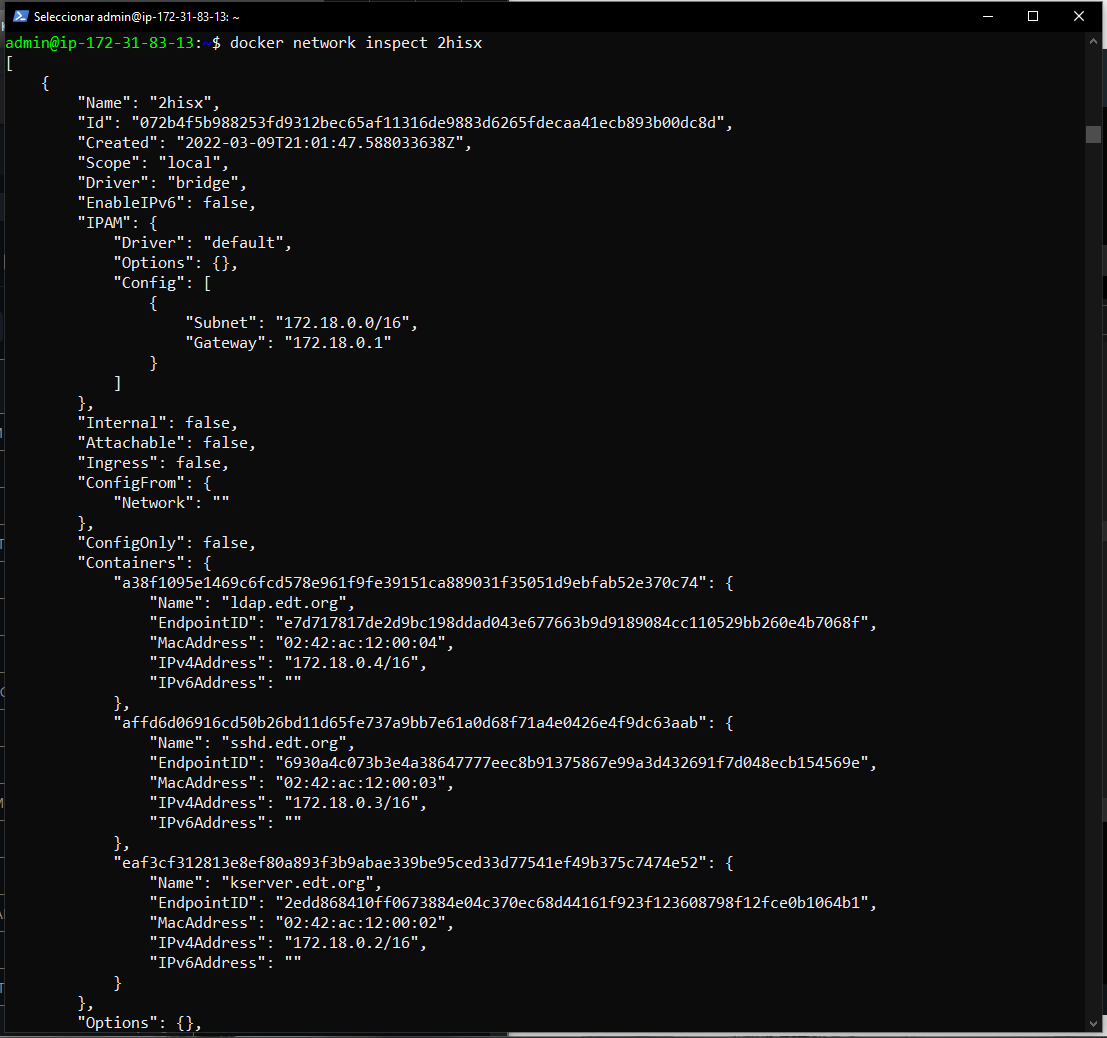 Seleccionar admin@ip-172-31-83-13: ~
admin@ip-172-31-83-13:~$ docker network inspect 2hisx
[
    {
        "Name": "2hisx",
        "Id": "072b4f5b988253fd9312bec65af11316de9883d6265fdecaa41ecb893b00dc8d",
        "Created": "2022-03-09T21:01:47.588033638Z",
        "Scope": "local",
        "Driver": "bridge",
        "EnableIPv6": false,
        "IPAM": {
            "Driver": "default",
            "Options": {},
            "Config": [
                {
                    "Subnet": "172.18.0.0/16",
                    "Gateway": "172.18.0.1"
                }
            ]
        },
        "Internal": false,
        "Attachable": false,
        "Ingress": false,
        "ConfigFrom": {
            "Network": ""
        },
        "ConfigOnly": false,
        "Containers": {
            "a38f1095e1469c6fcd578e961f9fe39151ca889031f35051d9ebfab52e370c74": {
                "Name": "ldap.edt.org",
                "EndpointID": "e7d717817de2d9bc198ddad043e677663b9d9189084cc110529bb260e4b7068f",
                "MacAddress": "02:42:ac:12:00:04",
                "IPv4Address": "172.18.0.4/16",
                "IPv6Address": ""
            },
            "affd6d06916cd50b26bd11d65fe737a9bb7e61a0d68f71a4e0426e4f9dc63aab": {
                "Name": "sshd.edt.org",
                "EndpointID": "6930a4c073b3e4a38647777eec8b91375867e99a3d432691f7d048ecb154569e",
                "MacAddress": "02:42:ac:12:00:03",
                "IPv4Address": "172.18.0.3/16",
                "IPv6Address": ""
            },
            "eaf3cf312813e8ef80a893f3b9abae339be95ced33d77541ef49b375c7474e52": {
                "Name": "kserver.edt.org",
                "EndpointID": "2edd868410ff0673884e04c370ec68d44161f923f123608798f12fce0b1064b1",
                "MacAddress": "02:42:ac:12:00:02",
                "IPv4Address": "172.18.0.2/16",
                "IPv6Address": ""
            }
        },
        "Options": {},